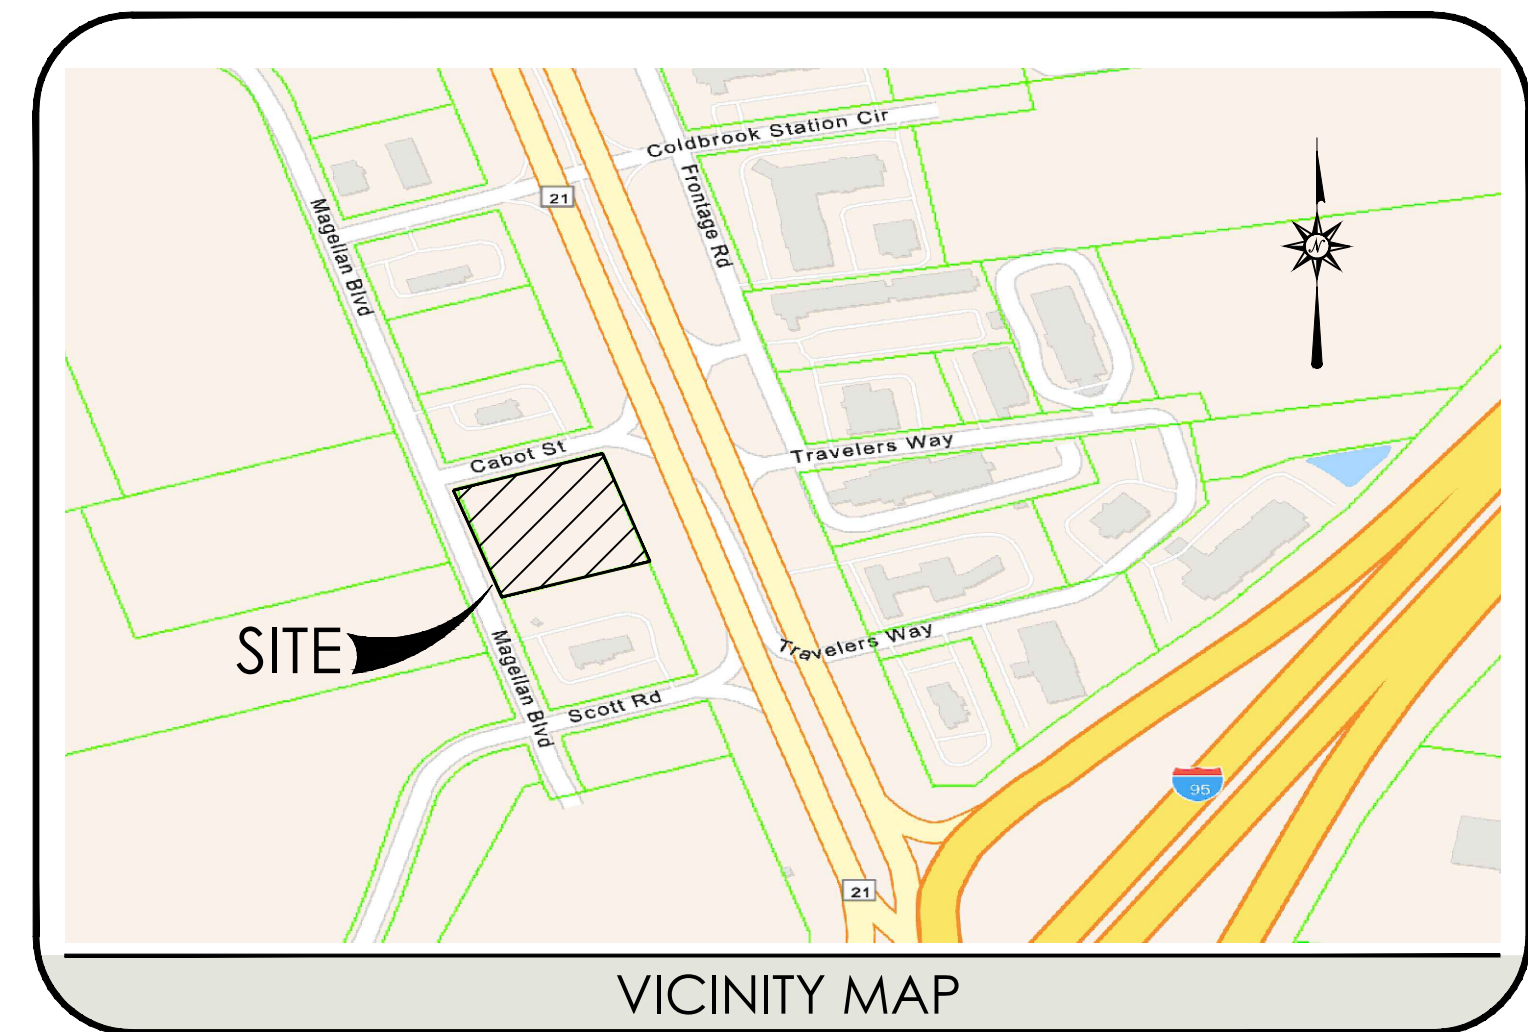 Coldbrook Station Cir
21
Frontage Rd
Magellan Blvd
N
Travelers Way
Cabot St
SITE
Travelers Way
Magellan Blvd
Scott Rd
95
21
VICINITY MAP